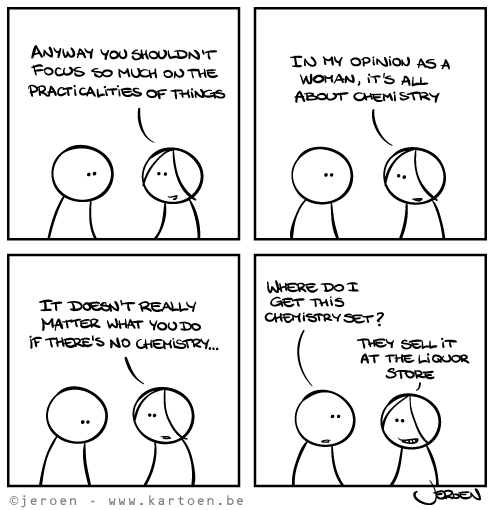 ANYWAY YOU SHOULDN'T
FOCUS SO MUCH ON THE
PRACTICALITIES OF THINGS
IN MY OPINION AS A
WOMAN, IT'S ALL
ABOUT CHEMISTRY
IT DOESN'T REALLY
MATTER WHAT YOU DO
IF THERE'S NO CHEMISTRY...
WHERE DO I
GET THIS
CHEMISTRY SET?
THEY SELL IT
AT THE LIQUOR
STORE
JEROEN
©jeroen - www.kartoen.be